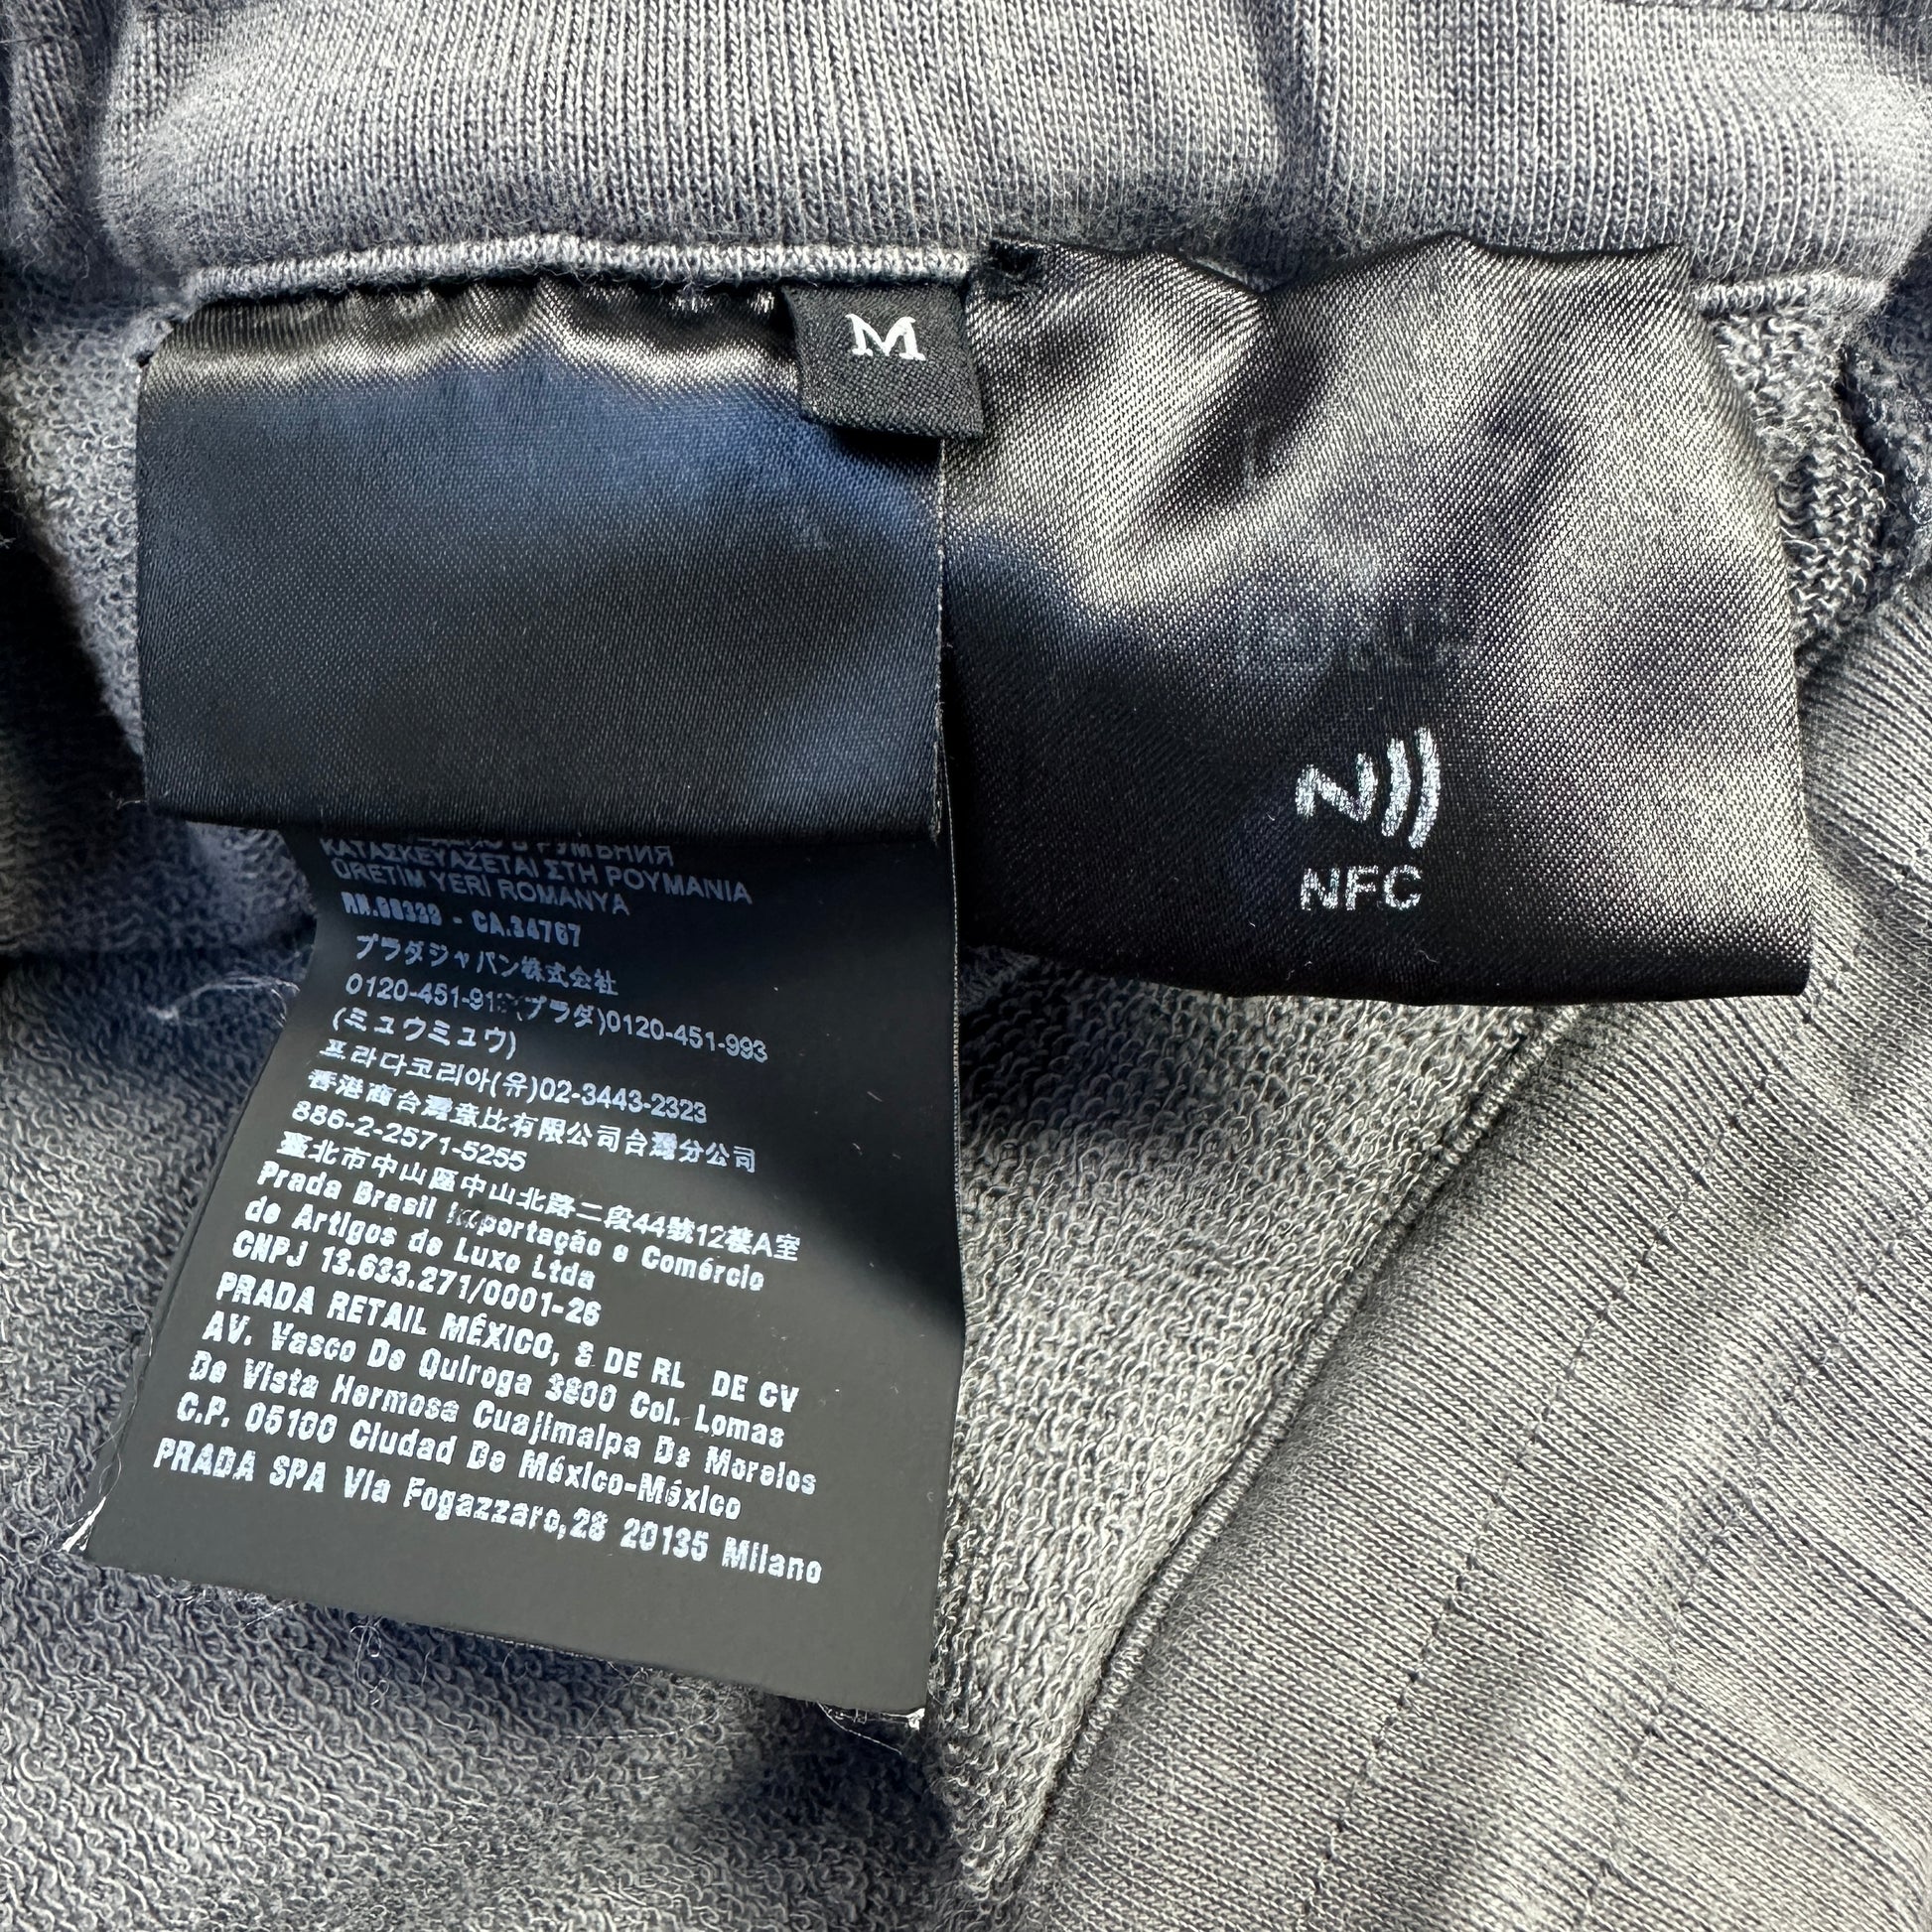 M
NFC
ΚΑΤΑΣΚΕΥΑΖΕΤΑΙ ΣΤΗ ΡΟΥΜΑΝΙΑ
ÜRETİM YERİ ROMANYA
CA.34767
プラダジャパン株式会社
(プラダ)0120-451-993
(ミュウミュウ)
프라다코리아(유)02-3443-2323
香港商台灣普比有限公司台灣分公司
886-2-2571-5255
臺北市中山區中山北路二段44號12樓A室
Prada Brasil Importação e Comércio
de Artigos de Luxo Ltda
CNPJ 13.633.271/0001-26
PRADA RETAIL MÉXICO, S DE RL DE CV
AV. Vasco De Quiroga 3800 Col. Lomas
De Vista Hermosa Cuajimalpa De Morelos
C.P. 05100 Ciudad De México-México
PRADA SPA Via Fogazzaro,28 20135 Milano